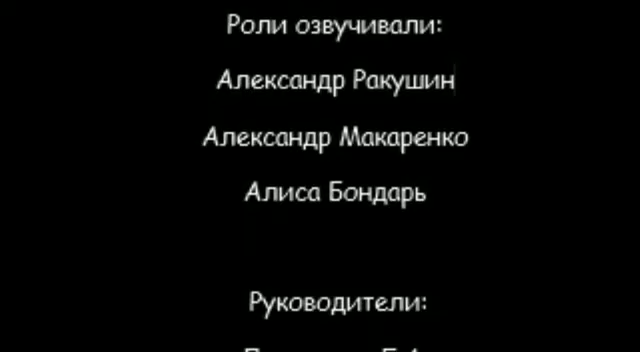 Роли озвучивали:
Александр Ракушин
Александр Макаренко
Алиса Бондарь
Руководители: